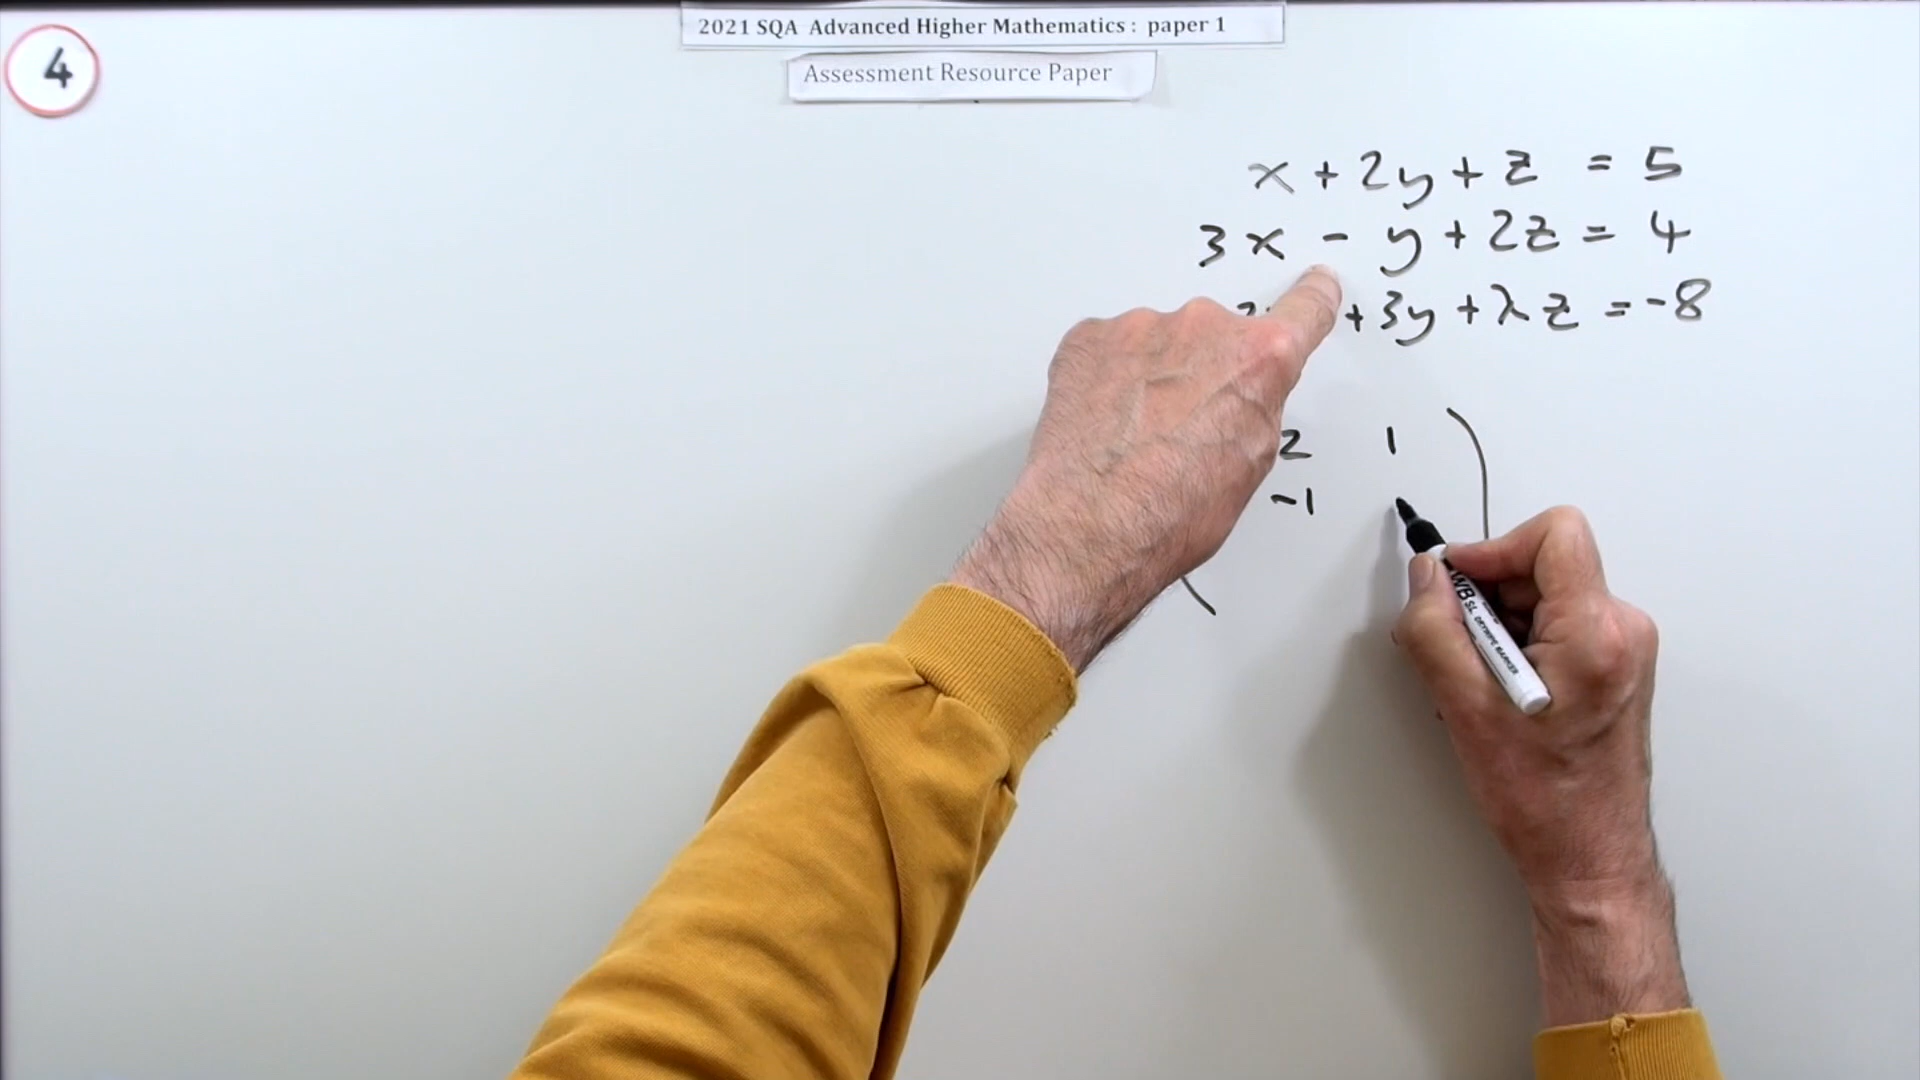 2021 SQA Advanced Higher Mathematics : paper 1
Assessment Resource Paper
4
x + 2y + z = 5
3x - y + 2z = 4
+ 3y + λz = -8
2 1
-1